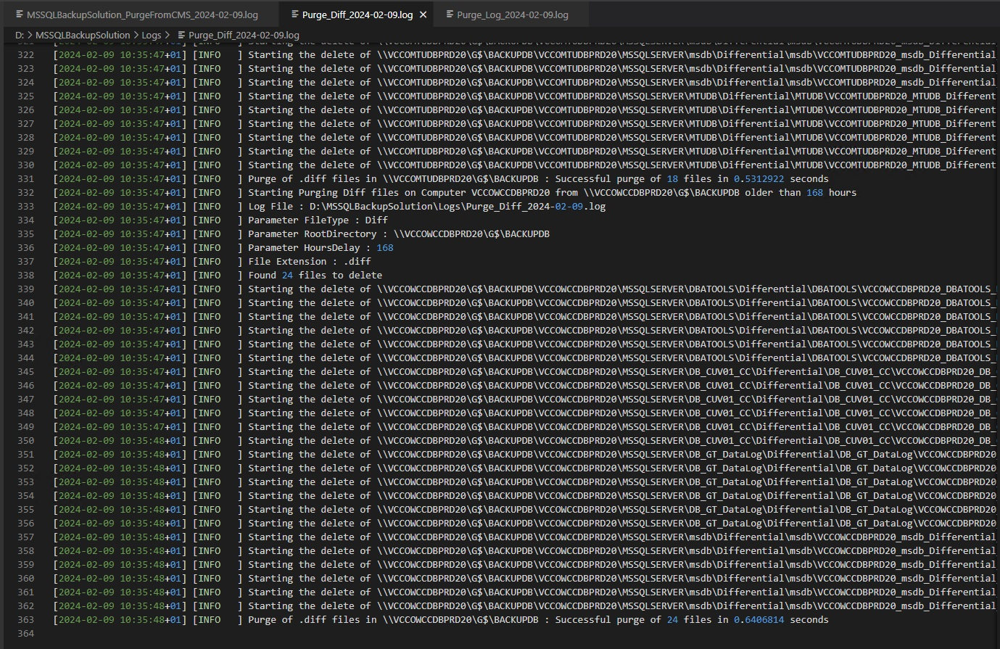 MSSQLBackupSolution_PurgeFromCMS_2024-02-09.log Purge_Diff_2024-02-09.log Purge_Log_2024-02-09.log
D: > MSSQLBackupSolution > Logs > Purge_Diff_2024-02-09.log
322 [2024-02-09 10:35:47+01] [INFO ] Starting the delete of \\VCCOMTUDBPRD20\G$\BACKUPDB\VCCOMTUDBPRD20\MSSQLSERVER\msdb\Differential\msdb\VCCOMTUDBPRD20_msdb_Differential
323 [2024-02-09 10:35:47+01] [INFO ] Starting the delete of \\VCCOMTUDBPRD20\G$\BACKUPDB\VCCOMTUDBPRD20\MSSQLSERVER\msdb\Differential\msdb\VCCOMTUDBPRD20_msdb_Differential_
324 [2024-02-09 10:35:47+01] [INFO ] Starting the delete of \\VCCOMTUDBPRD20\G$\BACKUPDB\VCCOMTUDBPRD20\MSSQLSERVER\msdb\Differential\msdb\VCCOMTUDBPRD20_msdb_Differential_
325 [2024-02-09 10:35:47+01] [INFO ] Starting the delete of \\VCCOMTUDBPRD20\G$\BACKUPDB\VCCOMTUDBPRD20\MSSQLSERVER\MTUDB\Differential\MTUDB\VCCOMTUDBPRD20_MTUDB_Different
326 [2024-02-09 10:35:47+01] [INFO ] Starting the delete of \\VCCOMTUDBPRD20\G$\BACKUPDB\VCCOMTUDBPRD20\MSSQLSERVER\MTUDB\Differential\MTUDB\VCCOMTUDBPRD20_MTUDB_Different
327 [2024-02-09 10:35:47+01] [INFO ] Starting the delete of \\VCCOMTUDBPRD20\G$\BACKUPDB\VCCOMTUDBPRD20\MSSQLSERVER\MTUDB\Differential\MTUDB\VCCOMTUDBPRD20_MTUDB_Different
328 [2024-02-09 10:35:47+01] [INFO ] Starting the delete of \\VCCOMTUDBPRD20\G$\BACKUPDB\VCCOMTUDBPRD20\MSSQLSERVER\MTUDB\Differential\MTUDB\VCCOMTUDBPRD20_MTUDB_Different
329 [2024-02-09 10:35:47+01] [INFO ] Starting the delete of \\VCCOMTUDBPRD20\G$\BACKUPDB\VCCOMTUDBPRD20\MSSQLSERVER\MTUDB\Differential\MTUDB\VCCOMTUDBPRD20_MTUDB_Different
330 [2024-02-09 10:35:47+01] [INFO ] Starting the delete of \\VCCOMTUDBPRD20\G$\BACKUPDB\VCCOMTUDBPRD20\MSSQLSERVER\MTUDB\Differential\MTUDB\VCCOMTUDBPRD20_MTUDB_Different
331 [2024-02-09 10:35:47+01] [INFO ] Purge of .diff files in \\VCCOMTUDBPRD20\G$\BACKUPDB : Successful purge of 18 files in 0.5312922 seconds
332 [2024-02-09 10:35:47+01] [INFO ] Starting Purging Diff files on Computer VCCOWCCDBPRD20 from \\VCCOWCCDBPRD20\G$\BACKUPDB older than 168 hours
333 [2024-02-09 10:35:47+01] [INFO ] Log File : D:\MSSQLBackupSolution\Logs\Purge_Diff_2024-02-09.log
334 [2024-02-09 10:35:47+01] [INFO ] Parameter FileType : Diff
335 [2024-02-09 10:35:47+01] [INFO ] Parameter RootDirectory : \\VCCOWCCDBPRD20\G$\BACKUPDB
336 [2024-02-09 10:35:47+01] [INFO ] Parameter HoursDelay : 168
337 [2024-02-09 10:35:47+01] [INFO ] File Extension : .diff
338 [2024-02-09 10:35:47+01] [INFO ] Found 24 files to delete
339 [2024-02-09 10:35:47+01] [INFO ] Starting the delete of \\VCCOWCCDBPRD20\G$\BACKUPDB\VCCOWCCDBPRD20\MSSQLSERVER\DBATOOLS\Differential\DBATOOLS\VCCOWCCDBPRD20_DBATOOLS_
340 [2024-02-09 10:35:47+01] [INFO ] Starting the delete of \\VCCOWCCDBPRD20\G$\BACKUPDB\VCCOWCCDBPRD20\MSSQLSERVER\DBATOOLS\Differential\DBATOOLS\VCCOWCCDBPRD20_DBATOOLS_
341 [2024-02-09 10:35:47+01] [INFO ] Starting the delete of \\VCCOWCCDBPRD20\G$\BACKUPDB\VCCOWCCDBPRD20\MSSQLSERVER\DBATOOLS\Differential\DBATOOLS\VCCOWCCDBPRD20_DBATOOLS_
342 [2024-02-09 10:35:47+01] [INFO ] Starting the delete of \\VCCOWCCDBPRD20\G$\BACKUPDB\VCCOWCCDBPRD20\MSSQLSERVER\DBATOOLS\Differential\DBATOOLS\VCCOWCCDBPRD20_DBATOOLS_
343 [2024-02-09 10:35:47+01] [INFO ] Starting the delete of \\VCCOWCCDBPRD20\G$\BACKUPDB\VCCOWCCDBPRD20\MSSQLSERVER\DBATOOLS\Differential\DBATOOLS\VCCOWCCDBPRD20_DBATOOLS_
344 [2024-02-09 10:35:47+01] [INFO ] Starting the delete of \\VCCOWCCDBPRD20\G$\BACKUPDB\VCCOWCCDBPRD20\MSSQLSERVER\DBATOOLS\Differential\DBATOOLS\VCCOWCCDBPRD20_DBATOOLS_
345 [2024-02-09 10:35:47+01] [INFO ] Starting the delete of \\VCCOWCCDBPRD20\G$\BACKUPDB\VCCOWCCDBPRD20\MSSQLSERVER\DB_CUV01_CC\Differential\DB_CUV01_CC\VCCOWCCDBPRD20_DB_
346 [2024-02-09 10:35:47+01] [INFO ] Starting the delete of \\VCCOWCCDBPRD20\G$\BACKUPDB\VCCOWCCDBPRD20\MSSQLSERVER\DB_CUV01_CC\Differential\DB_CUV01_CC\VCCOWCCDBPRD20_DB_
347 [2024-02-09 10:35:47+01] [INFO ] Starting the delete of \\VCCOWCCDBPRD20\G$\BACKUPDB\VCCOWCCDBPRD20\MSSQLSERVER\DB_CUV01_CC\Differential\DB_CUV01_CC\VCCOWCCDBPRD20_DB_
348 [2024-02-09 10:35:47+01] [INFO ] Starting the delete of \\VCCOWCCDBPRD20\G$\BACKUPDB\VCCOWCCDBPRD20\MSSQLSERVER\DB_CUV01_CC\Differential\DB_CUV01_CC\VCCOWCCDBPRD20_DB_
349 [2024-02-09 10:35:47+01] [INFO ] Starting the delete of \\VCCOWCCDBPRD20\G$\BACKUPDB\VCCOWCCDBPRD20\MSSQLSERVER\DB_CUV01_CC\Differential\DB_CUV01_CC\VCCOWCCDBPRD20_DB_
350 [2024-02-09 10:35:48+01] [INFO ] Starting the delete of \\VCCOWCCDBPRD20\G$\BACKUPDB\VCCOWCCDBPRD20\MSSQLSERVER\DB_CUV01_CC\Differential\DB_CUV01_CC\VCCOWCCDBPRD20_DB_
351 [2024-02-09 10:35:48+01] [INFO ] Starting the delete of \\VCCOWCCDBPRD20\G$\BACKUPDB\VCCOWCCDBPRD20\MSSQLSERVER\DB_GT_DataLog\Differential\DB_GT_DataLog\VCCOWCCDBPRD20
352 [2024-02-09 10:35:48+01] [INFO ] Starting the delete of \\VCCOWCCDBPRD20\G$\BACKUPDB\VCCOWCCDBPRD20\MSSQLSERVER\DB_GT_DataLog\Differential\DB_GT_DataLog\VCCOWCCDBPRD20
353 [2024-02-09 10:35:48+01] [INFO ] Starting the delete of \\VCCOWCCDBPRD20\G$\BACKUPDB\VCCOWCCDBPRD20\MSSQLSERVER\DB_GT_DataLog\Differential\DB_GT_DataLog\VCCOWCCDBPRD20
354 [2024-02-09 10:35:48+01] [INFO ] Starting the delete of \\VCCOWCCDBPRD20\G$\BACKUPDB\VCCOWCCDBPRD20\MSSQLSERVER\DB_GT_DataLog\Differential\DB_GT_DataLog\VCCOWCCDBPRD20
355 [2024-02-09 10:35:48+01] [INFO ] Starting the delete of \\VCCOWCCDBPRD20\G$\BACKUPDB\VCCOWCCDBPRD20\MSSQLSERVER\DB_GT_DataLog\Differential\DB_GT_DataLog\VCCOWCCDBPRD20
356 [2024-02-09 10:35:48+01] [INFO ] Starting the delete of \\VCCOWCCDBPRD20\G$\BACKUPDB\VCCOWCCDBPRD20\MSSQLSERVER\DB_GT_DataLog\Differential\DB_GT_DataLog\VCCOWCCDBPRD20
357 [2024-02-09 10:35:48+01] [INFO ] Starting the delete of \\VCCOWCCDBPRD20\G$\BACKUPDB\VCCOWCCDBPRD20\MSSQLSERVER\msdb\Differential\msdb\VCCOWCCDBPRD20_msdb_Differential_
358 [2024-02-09 10:35:48+01] [INFO ] Starting the delete of \\VCCOWCCDBPRD20\G$\BACKUPDB\VCCOWCCDBPRD20\MSSQLSERVER\msdb\Differential\msdb\VCCOWCCDBPRD20_msdb_Differential_
359 [2024-02-09 10:35:48+01] [INFO ] Starting the delete of \\VCCOWCCDBPRD20\G$\BACKUPDB\VCCOWCCDBPRD20\MSSQLSERVER\msdb\Differential\msdb\VCCOWCCDBPRD20_msdb_Differential_
360 [2024-02-09 10:35:48+01] [INFO ] Starting the delete of \\VCCOWCCDBPRD20\G$\BACKUPDB\VCCOWCCDBPRD20\MSSQLSERVER\msdb\Differential\msdb\VCCOWCCDBPRD20_msdb_Differential_
361 [2024-02-09 10:35:48+01] [INFO ] Starting the delete of \\VCCOWCCDBPRD20\G$\BACKUPDB\VCCOWCCDBPRD20\MSSQLSERVER\msdb\Differential\msdb\VCCOWCCDBPRD20_msdb_Differential_
362 [2024-02-09 10:35:48+01] [INFO ] Starting the delete of \\VCCOWCCDBPRD20\G$\BACKUPDB\VCCOWCCDBPRD20\MSSQLSERVER\msdb\Differential\msdb\VCCOWCCDBPRD20_msdb_Differential_
363 [2024-02-09 10:35:48+01] [INFO ] Purge of .diff files in \\VCCOWCCDBPRD20\G$\BACKUPDB : Successful purge of 24 files in 0.6406814 seconds
364